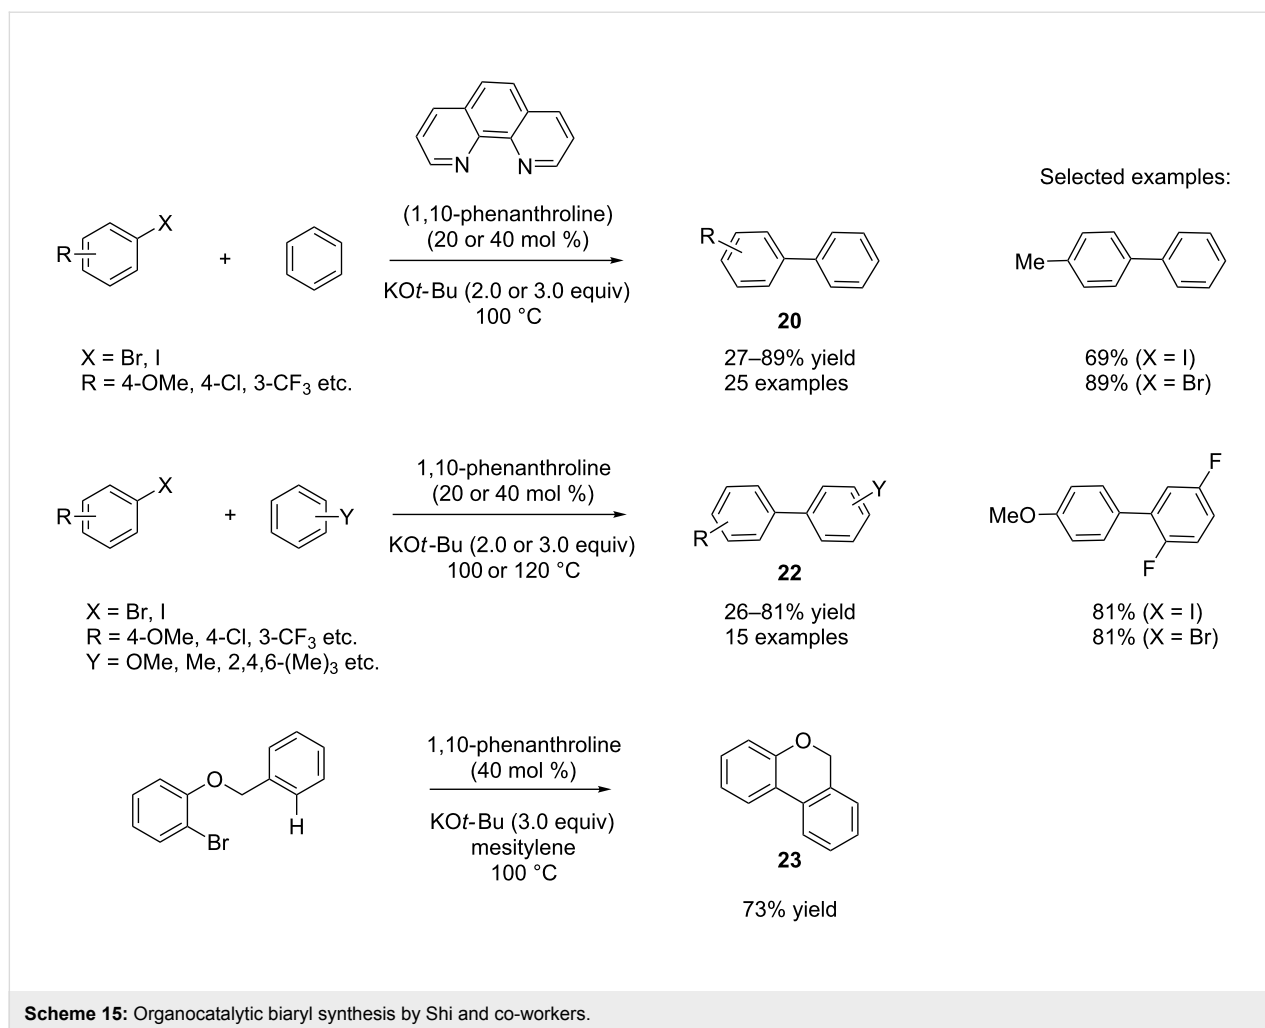 N N
(1,10-phenanthroline)
(20 or 40 mol %)
KOt-Bu (2.0 or 3.0 equiv)
100 °C
R X
+
R
20
27–89% yield
25 examples
X = Br, I
R = 4-OMe, 4-Cl, 3-CF3 etc.
Selected examples:
Me
69% (X = I)
89% (X = Br)
R X
+
Y
1,10-phenanthroline
(20 or 40 mol %)
KOt-Bu (2.0 or 3.0 equiv)
100 or 120 °C
Y
R
22
26–81% yield
15 examples
X = Br, I
R = 4-OMe, 4-Cl, 3-CF3 etc.
Y = OMe, Me, 2,4,6-(Me)3 etc.
F
MeO
F
81% (X = I)
81% (X = Br)
O
H
Br
1,10-phenanthroline
(40 mol %)
KOt-Bu (3.0 equiv)
mesitylene
100 °C
O
23
73% yield
Scheme 15: Organocatalytic biaryl synthesis by Shi and co-workers.